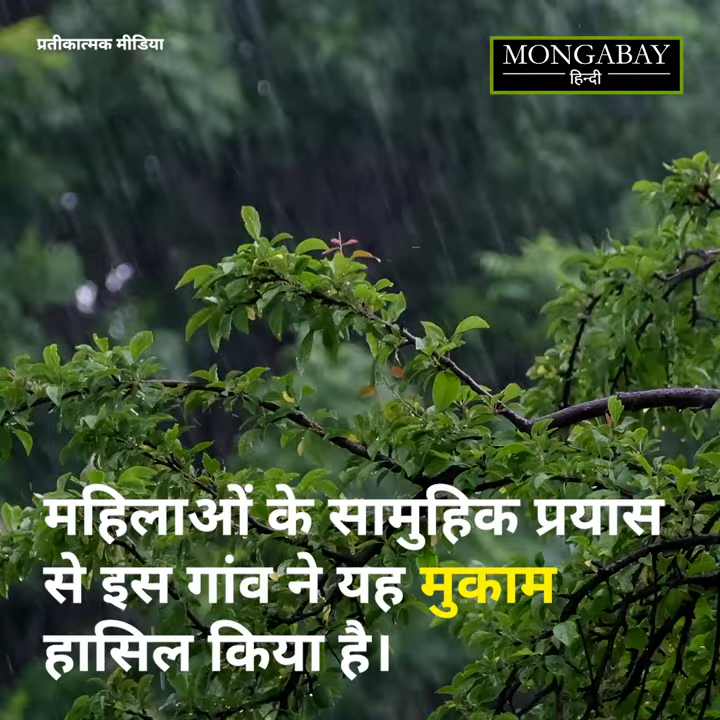 प्रतीकात्मक मीडिया
MONGABAY
हिन्दी
महिलाओं के सामुहिक प्रयास
से इस गांव ने यह मुकाम
हासिल किया है।